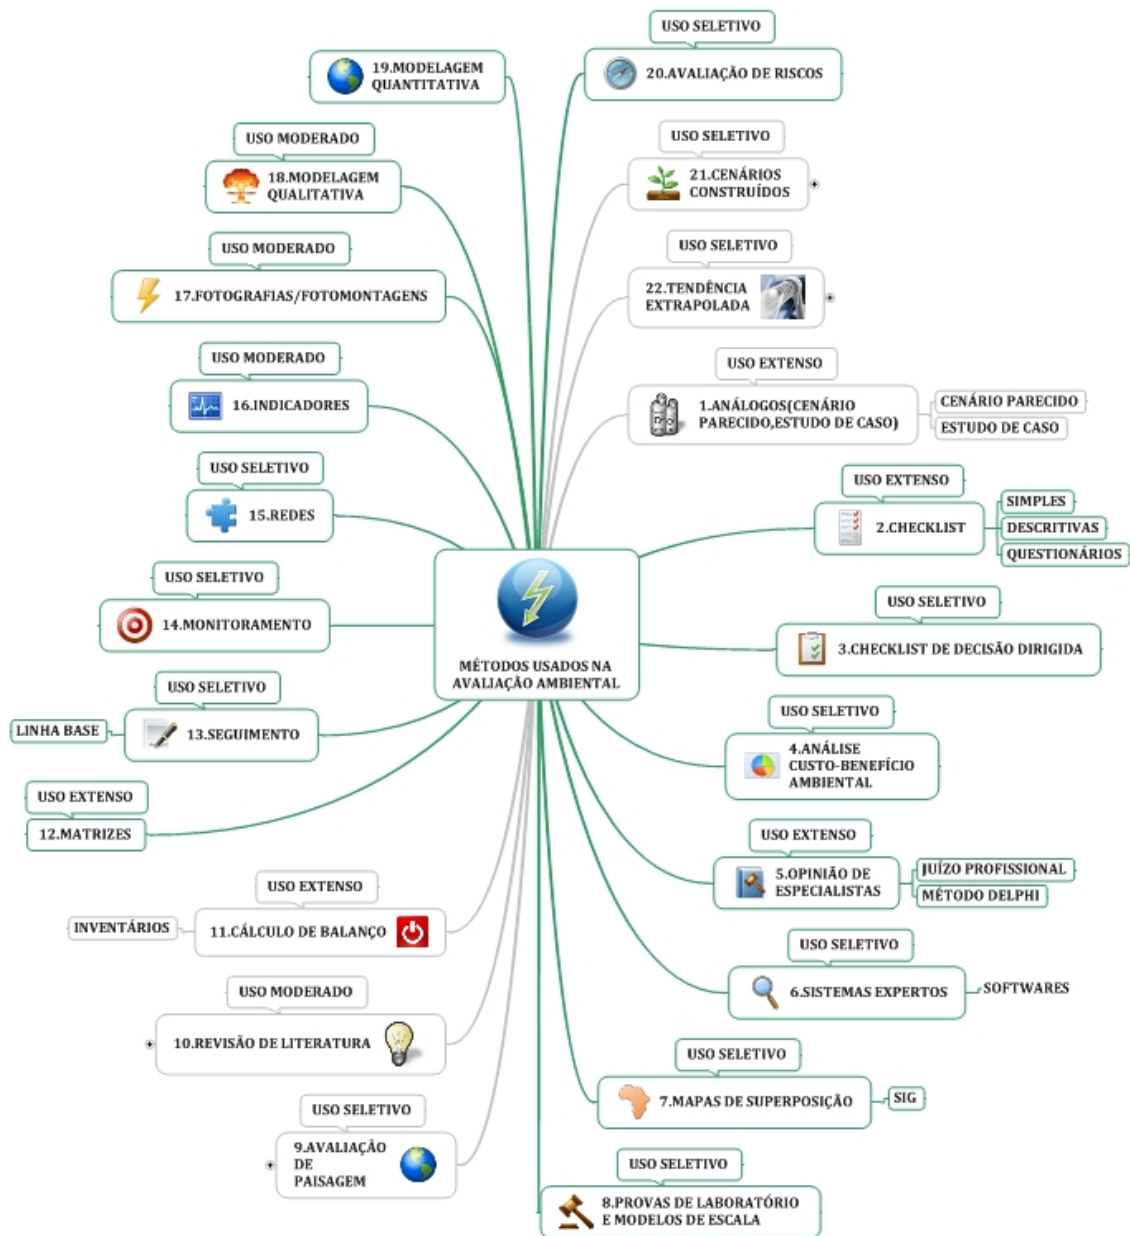 USO SELETIVO
20.AVALIAÇÃO DE RISCOS
19.MODELAGEM
QUANTITATIVA
USO SELETIVO
21.CENÁRIOS
CONSTRUÍDOS
USO MODERADO
18.MODELAGEM
QUALITATIVA
USO SELETIVO
22.TENDÊNCIA
EXTRAPOLADA
USO MODERADO
17.FOTOGRAFIAS/FOTOMONTAGENS
USO EXTENSO
1.ANÁLOGOS(CENÁRIO
PARECIDO,ESTUDO DE CASO)
CENÁRIO PARECIDO
ESTUDO DE CASO
USO MODERADO
16.INDICADORES
USO EXTENSO
2.CHECKLIST
SIMPLES
DESCRITIVAS
QUESTIONÁRIOS
USO SELETIVO
15.REDES
USO SELETIVO
14.MONITORAMENTO
USO SELETIVO
3.CHECKLIST DE DECISÃO DIRIGIDA
MÉTODOS USADOS NA
AVALIAÇÃO AMBIENTAL
USO SELETIVO
13.SEGUIMENTO
LINHA BASE
USO SELETIVO
4.ANÁLISE
CUSTO-BENEFÍCIO
AMBIENTAL
USO EXTENSO
12.MATRIZES
USO EXTENSO
5.OPINIÃO DE
ESPECIALISTAS
JUÍZO PROFISSIONAL
MÉTODO DELPHI
USO EXTENSO
11.CÁLCULO DE BALANÇO
INVENTÁRIOS
USO SELETIVO
6.SISTEMAS EXPERTOS
SOFTWARES
USO MODERADO
10.REVISÃO DE LITERATURA
USO SELETIVO
7.MAPAS DE SUPERPOSIÇÃO
SIG
USO SELETIVO
9.AVALIAÇÃO
DE
PAISAGEM
USO SELETIVO
8.PROVAS DE LABORATÓRIO
E MODELOS DE ESCALA